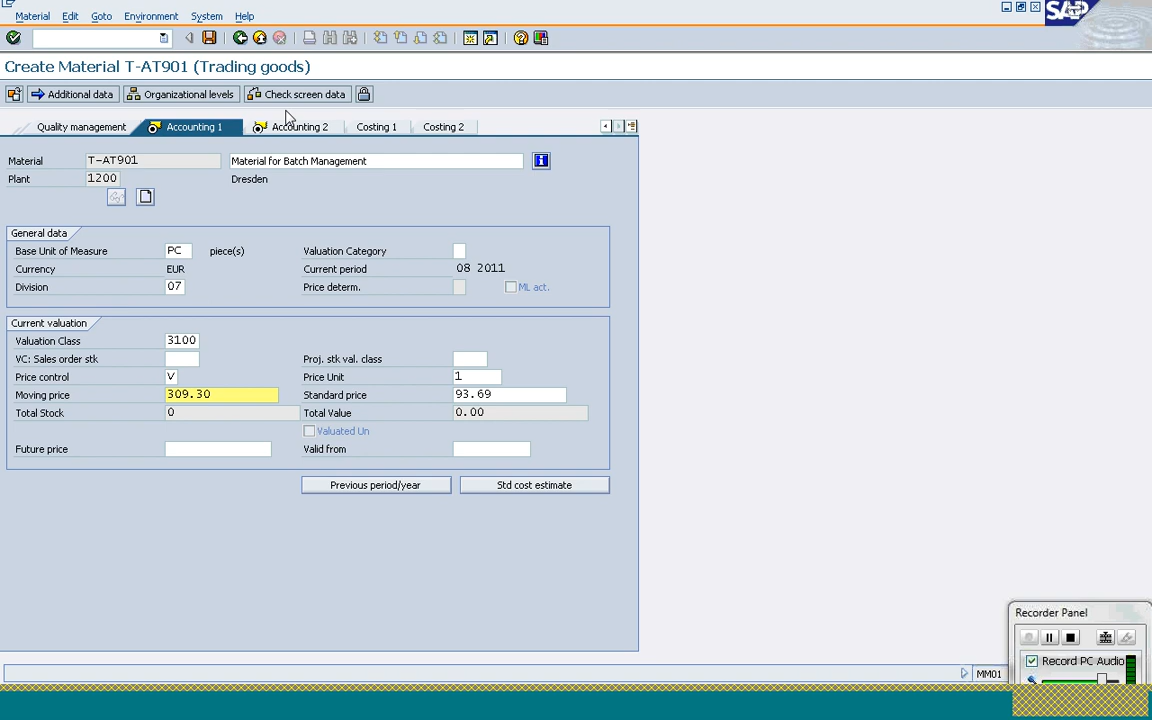 Material Edit Goto Environment System Help
SAP
Create Material T-AT901 (Trading goods)
Additional data Organizational levels Check screen data
Quality management Accounting 1 Accounting 2 Costing 1 Costing 2
Material T-AT901 Material for Batch Management
Plant 1200 Dresden
General data
Base Unit of Measure PC piece(s) Valuation Category
Currency EUR Current period 08 2011
Division 07 Price determ. ML act.
Current valuation
Valuation Class 3100
VC: Sales order stk Proj. stk val. class
Price control V Price Unit 1
Moving price 309.30 Standard price 93.69
Total Stock 0 Total Value 0.00
Valuated Un
Future price Valid from
Previous period/year Std cost estimate
Recorder Panel
Record PC Audio
MM01